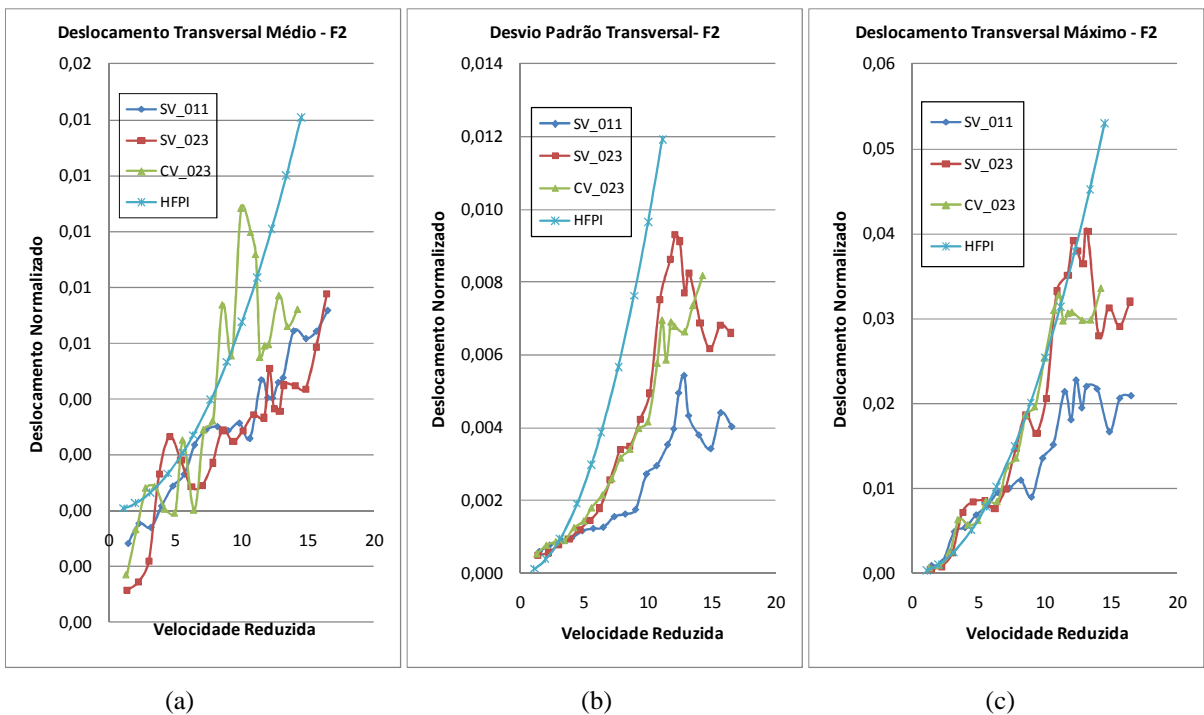 Deslocamento Transversal Médio - F2
0,02
0,01
0,01
0,01
0,01
0,01
0,00
0,00
0,00
0,00
0,00
Deslocamento Normalizado
SV_011
SV_023
CV_023
HFPI
0 5 10 15 20
Velocidade Reduzida
(a)
Desvio Padrão Transversal- F2
0,014
0,012
0,010
0,008
0,006
0,004
0,002
0,000
Deslocamento Normalizado
SV_011
SV_023
CV_023
HFPI
0 5 10 15 20
Velocidade Reduzida
(b)
Deslocamento Transversal Máximo - F2
0,06
0,05
0,04
0,03
0,02
0,01
0,00
Deslocamento Normalizado
SV_011
SV_023
CV_023
HFPI
0 5 10 15 20
Velocidade Reduzida
(c)